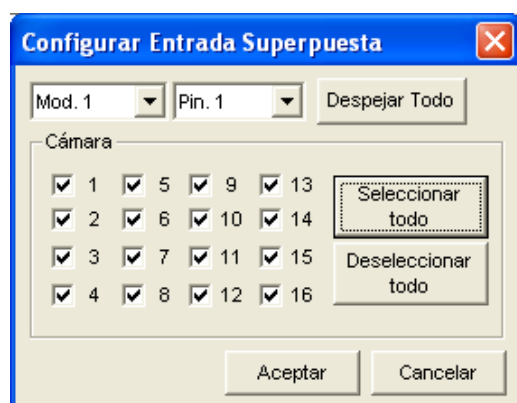 Configurar Entrada Superpuesta
Mod. 1 Pin. 1 Despejar Todo
Cámara
1 5 9 13
2 6 10 14
3 7 11 15
4 8 12 16
Seleccionar
todo
Deseleccionar
todo
Aceptar Cancelar